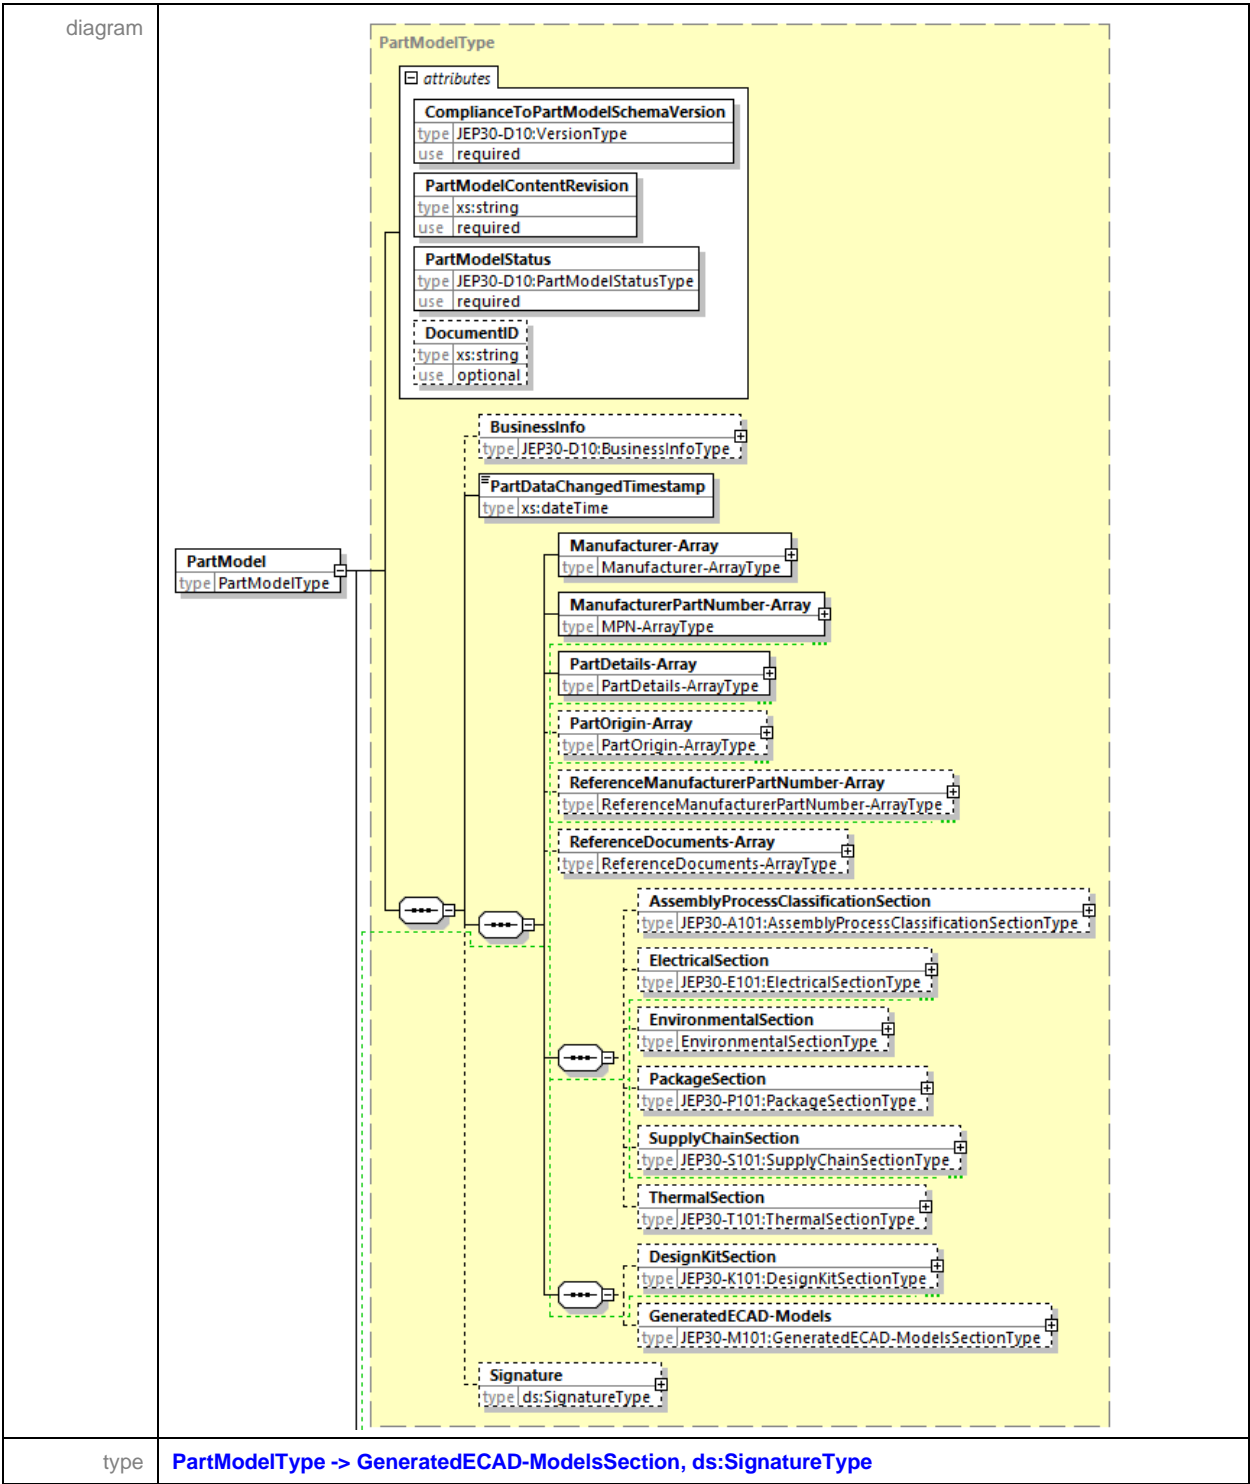 diagram
PartModelType
attributes
ComplianceToPartModelSchemaVersion
type JEP30-D10:VersionType
use required
PartModelContentRevision
type xs:string
use required
PartModelStatus
type JEP30-D10:PartModelStatusType
use required
DocumentID
type xs:string
use optional
BusinessInfo
type JEP30-D10:BusinessInfoType
PartDataChangedTimestamp
type xs:dateTime
PartModel
type PartModelType
Manufacturer-Array
type Manufacturer-ArrayType
ManufacturerPartNumber-Array
type MPN-ArrayType
PartDetails-Array
type PartDetails-ArrayType
PartOrigin-Array
type PartOrigin-ArrayType
ReferenceManufacturerPartNumber-Array
type ReferenceManufacturerPartNumber-ArrayType
ReferenceDocuments-Array
type ReferenceDocuments-ArrayType
AssemblyProcessClassificationSection
type JEP30-A101:AssemblyProcessClassificationSectionType
ElectricalSection
type JEP30-E101:ElectricalSectionType
EnvironmentalSection
type EnvironmentalSectionType
PackageSection
type JEP30-P101:PackageSectionType
SupplyChainSection
type JEP30-S101:SupplyChainSectionType
ThermalSection
type JEP30-T101:ThermalSectionType
DesignKitSection
type JEP30-K101:DesignKitSectionType
GeneratedECAD-Models
type JEP30-M101:GeneratedECAD-ModelsSectionType
Signature
type ds:SignatureType
type PartModelType -> GeneratedECAD-ModelsSection, ds:SignatureType